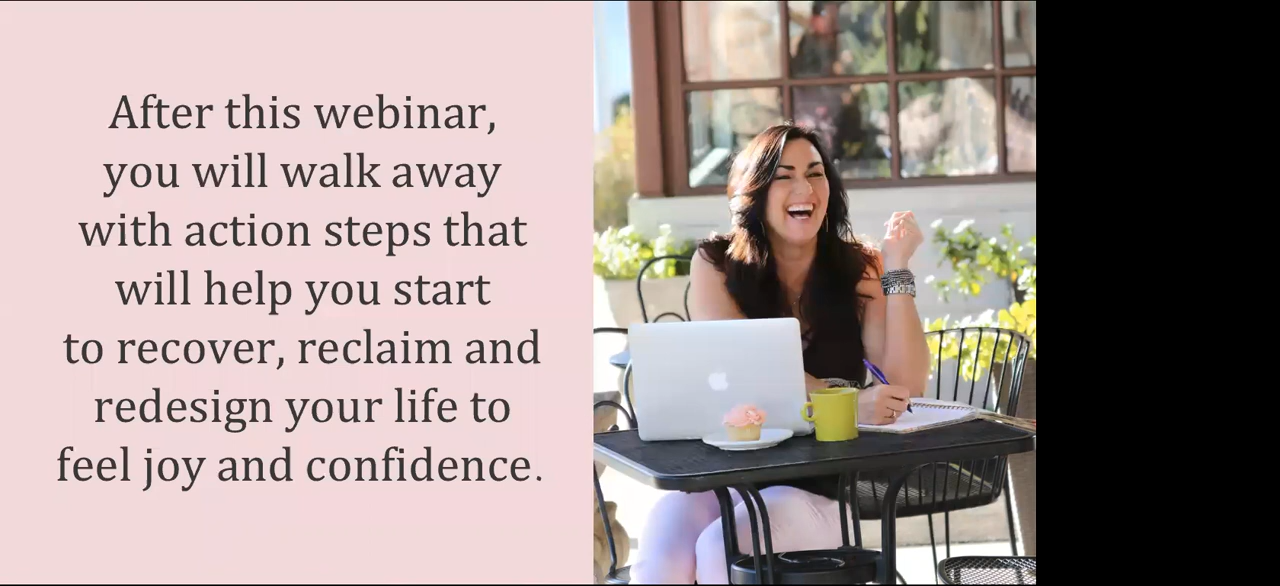 After this webinar,
you will walk away
with action steps that
will help you start
to recover, reclaim and
redesign your life to
feel joy and confidence.